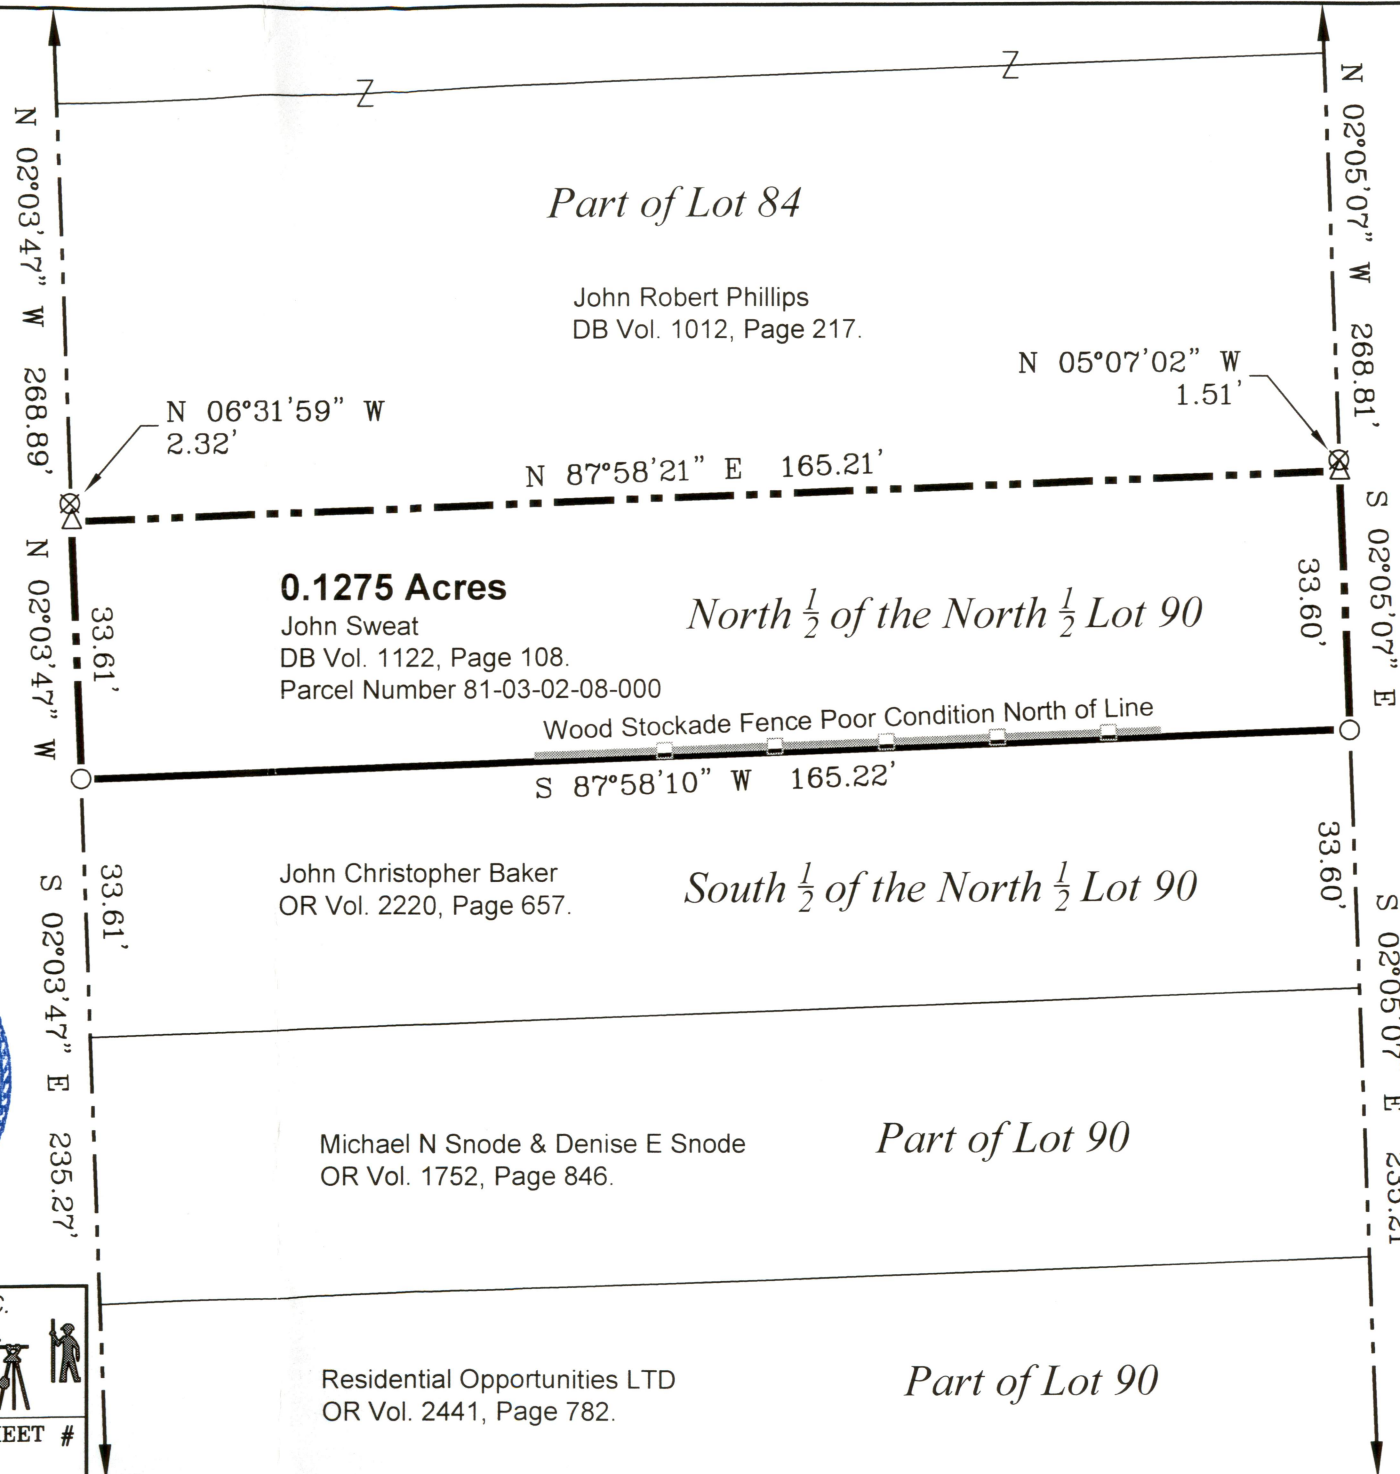 Z
Z
N 02°03'47" W 268.89'
N 02°05'07" W 268.81'
Part of Lot 84
John Robert Phillips
DB Vol. 1012, Page 217.
N 05°07'02" W
1.51'
N 06°31'59" W
2.32'
N 87°58'21" E 165.21'
N 02°03'47" W
33.61'
0.1275 Acres
John Sweat
DB Vol. 1122, Page 108.
Parcel Number 81-03-02-08-000
North 1/2 of the North 1/2 Lot 90
33.60'
S 02°05'07" E
Wood Stockade Fence Poor Condition North of Line
S 87°58'10" W 165.22'
S 02°03'47" E 235.27'
33.61'
John Christopher Baker
OR Vol. 2220, Page 657.
South 1/2 of the North 1/2 Lot 90
33.60'
S 02°05'07 E
Michael N Snode & Denise E Snode
OR Vol. 1752, Page 846.
Part of Lot 90
Residential Opportunities LTD
OR Vol. 2441, Page 782.
Part of Lot 90
EET #